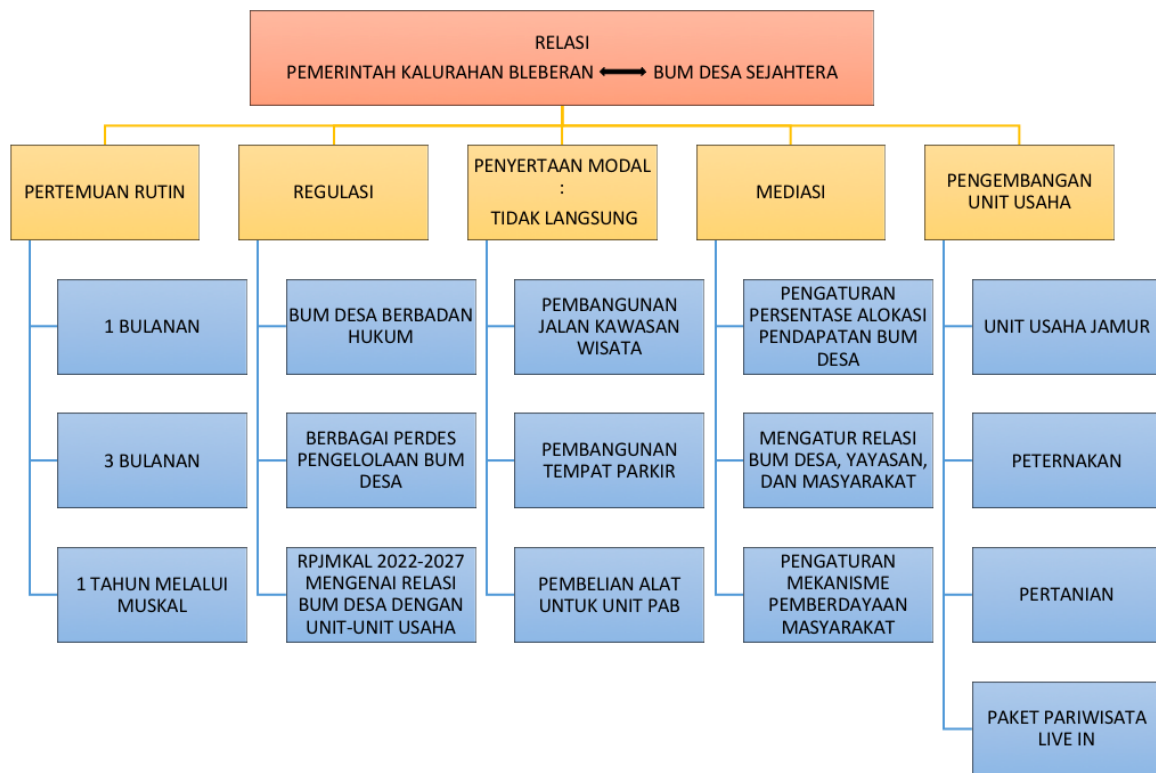 RELASI
PEMERINTAH KALURAHAN BLEBERAN ⟷ BUM DESA SEJAHTERA
PERTEMUAN RUTIN
1 BULANAN
3 BULANAN
1 TAHUN MELALUI
MUSKAL
REGULASI
BUM DESA BERBADAN
HUKUM
BERBAGAI PERDES
PENGELOLAAN BUM
DESA
RPJMKAL 2022-2027
MENGENAI RELASI
BUM DESA DENGAN
UNIT-UNIT USAHA
PENYERTAAN MODAL
:
TIDAK LANGSUNG
PEMBANGUNAN
JALAN KAWASAN
WISATA
PEMBANGUNAN
TEMPAT PARKIR
PEMBELIAN ALAT
UNTUK UNIT PAB
MEDIASI
PENGATURAN
PERSENTASE ALOKASI
PENDAPATAN BUM
DESA
MENGATUR RELASI
BUM DESA, YAYASAN,
DAN MASYARAKAT
PENGATURAN
MEKANISME
PEMBERDAYAAN
MASYARAKAT
PENGEMBANGAN
UNIT USAHA
UNIT USAHA JAMUR
PETERNAKAN
PERTANIAN
PAKET PARIWISATA
LIVE IN